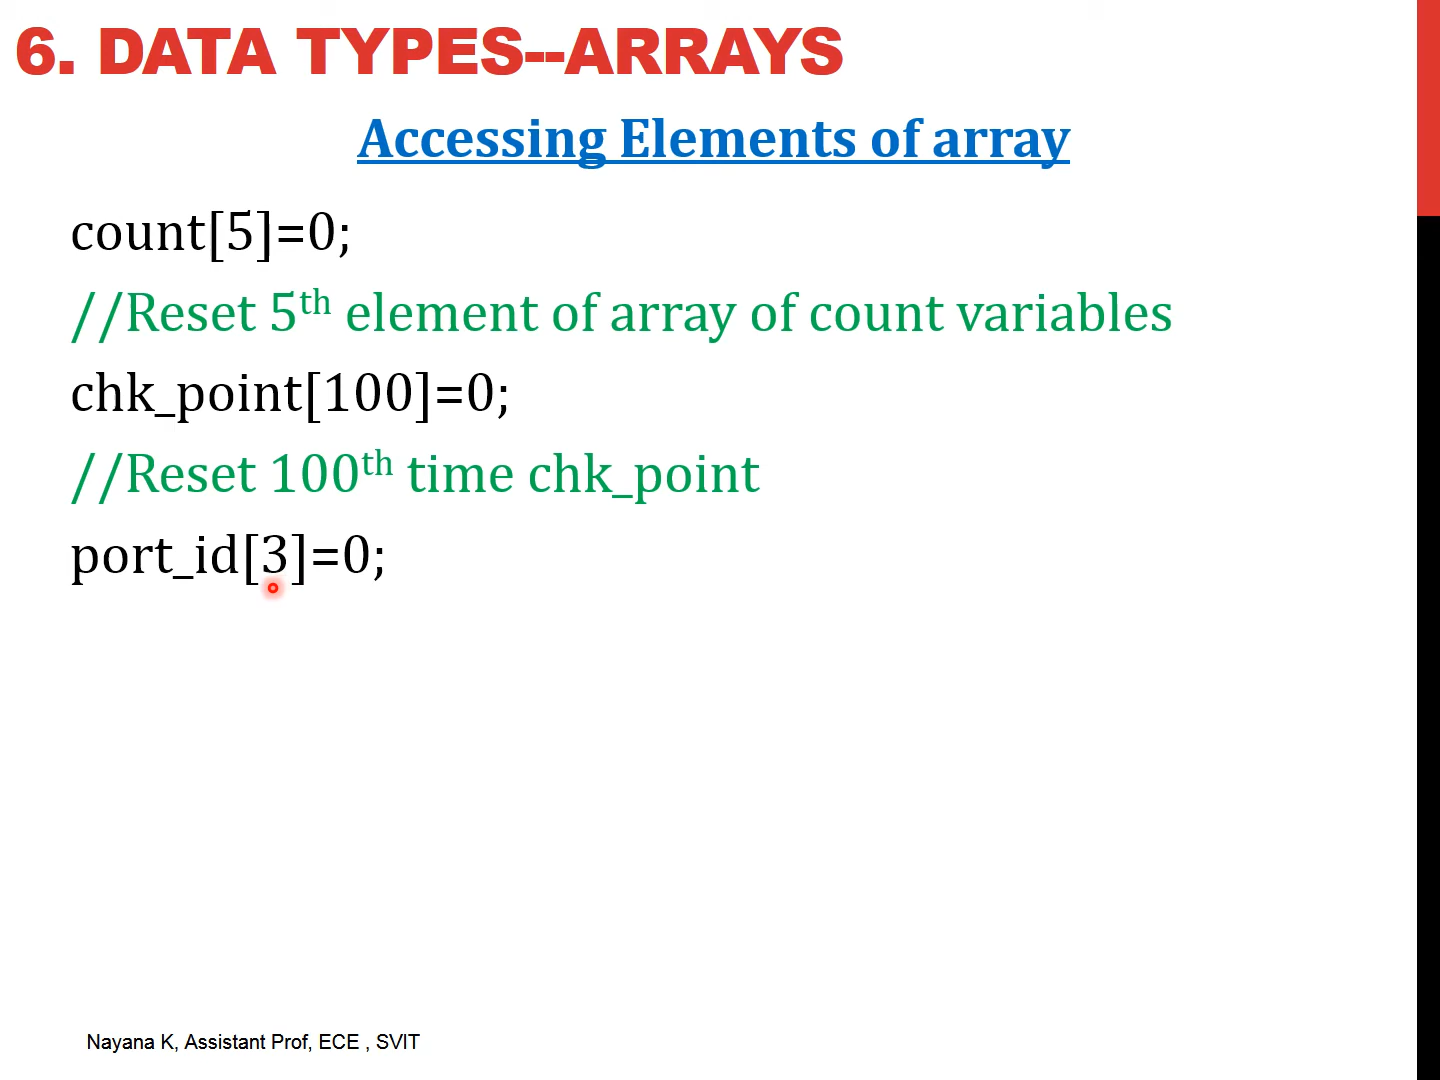 6. DATA TYPES--ARRAYS
Accessing Elements of array
count[5]=0;
//Reset 5th element of array of count variables
chk_point[100]=0;
//Reset 100th time chk_point
port_id[3]=0;
Nayana K, Assistant Prof, ECE , SVIT